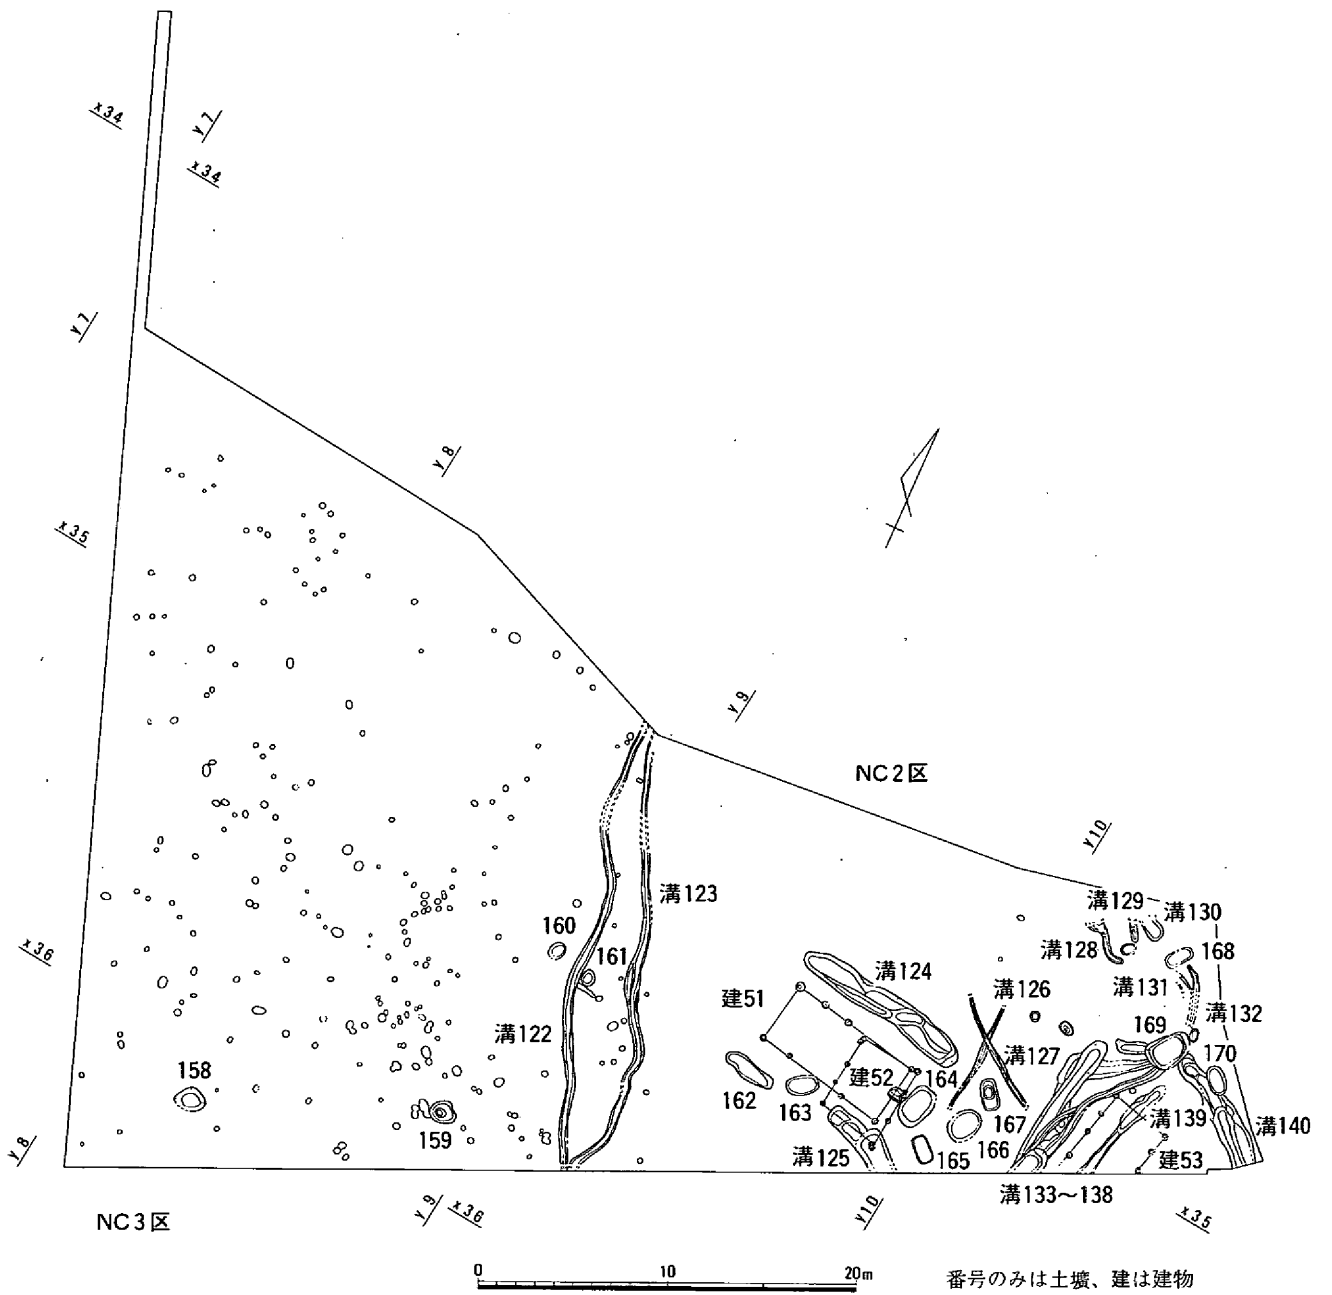 x34
y7
x34
y7
y8
x35
y9
NC2区
y10
溝129
溝130
溝123
160
161
溝128
168
x36
溝124
溝131
建51
溝126
溝132
溝122
169
溝127
158
建52
164
170
162
163
167
溝139
159
166
溝140
y8
溝125
165
建53
溝133～138
NC3区
y9
x36
y10
x35
0 10 20m
番号のみは土壙、建は建物